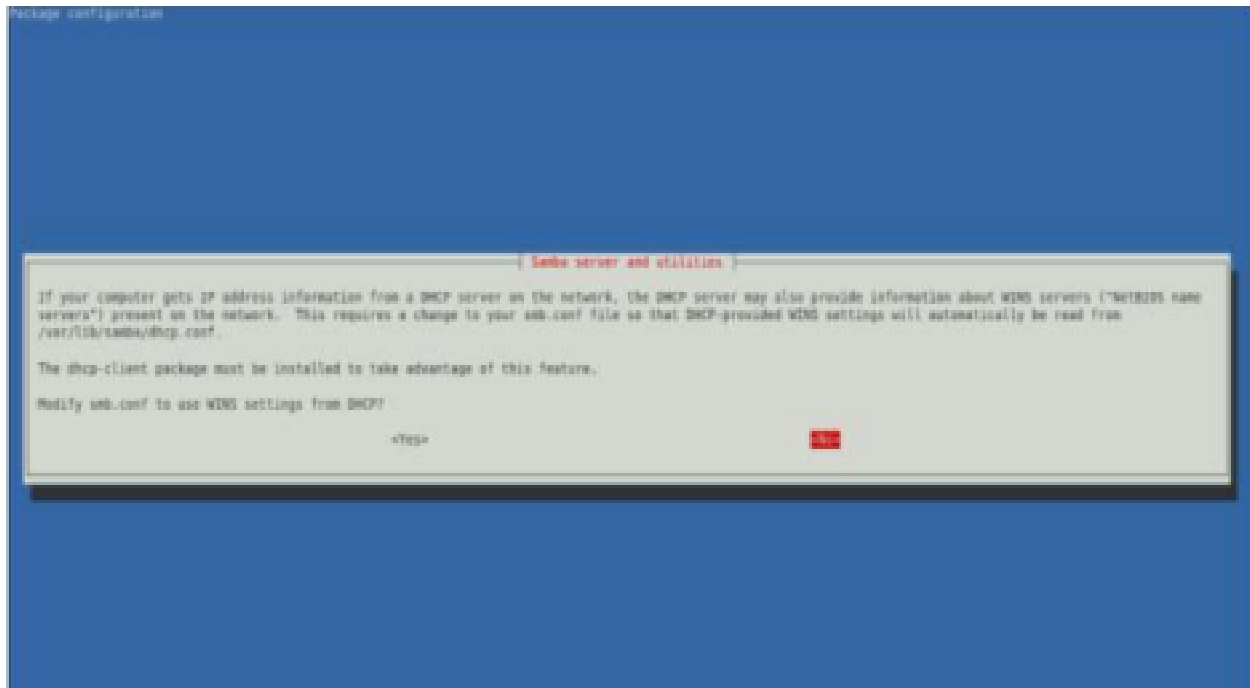 Package configuration
Samba server and utilities
If your computer gets IP address information from a DHCP server on the network, the DHCP server may also provide information about WINS servers ("NetBIOS name
servers") present on the network.  This requires a change to your smb.conf file so that DHCP-provided WINS settings will automatically be read from
/var/lib/samba/dhcp.conf.
The dhcp-client package must be installed to take advantage of this feature.
Modify smb.conf to use WINS settings from DHCP?
<Yes> <No>